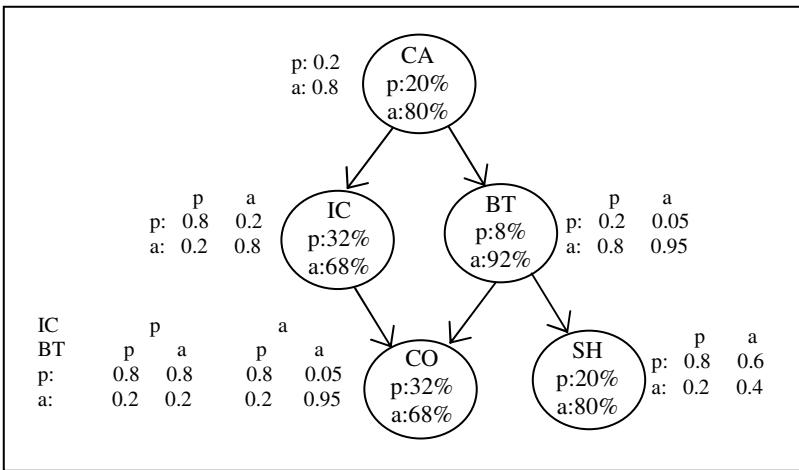 CA
p: 0.2
p:20%
a: 0.8
a:80%
p a
IC
p: 0.8 0.2
p:32%
a: 0.2 0.8
a:68%
BT
p:8%
a:92%
p a
p: 0.2 0.05
a: 0.8 0.95
IC p a
BT p a p a
p: 0.8 0.8 0.8 0.05
a: 0.2 0.2 0.2 0.95
CO
p:32%
a:68%
SH
p:20%
a:80%
p a
p: 0.8 0.6
a: 0.2 0.4